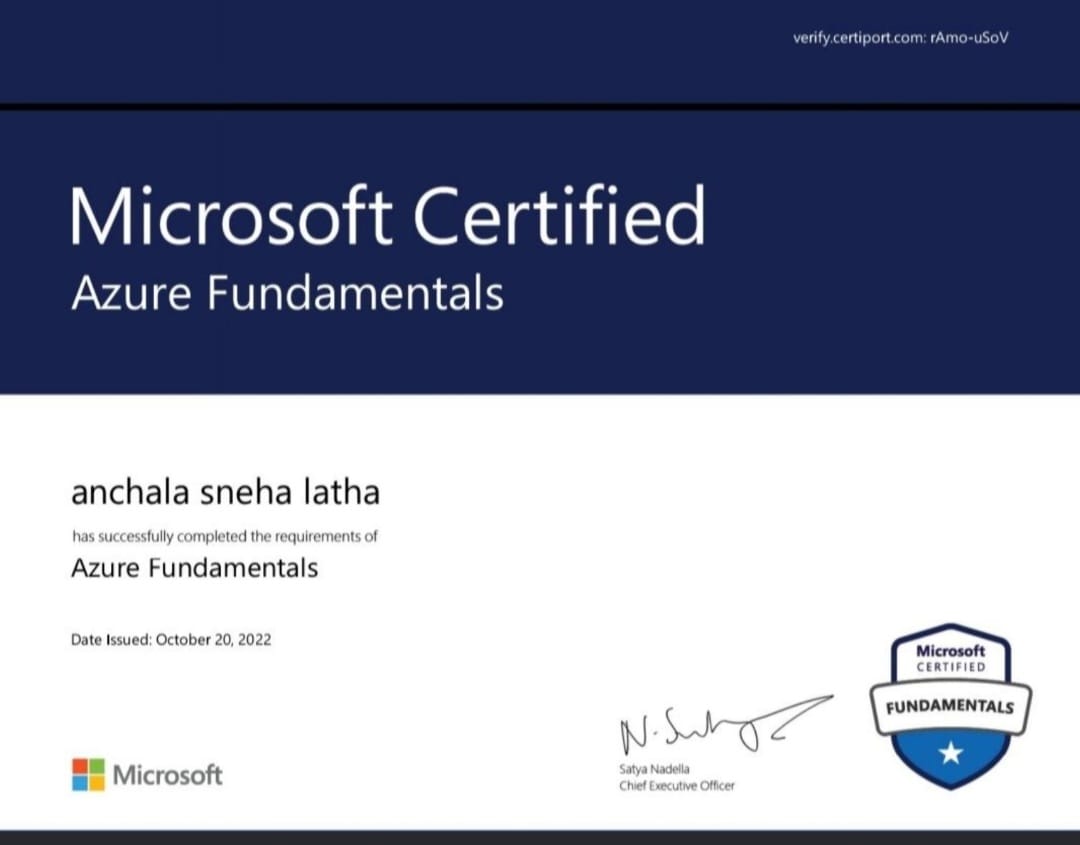 verify.certiport.com: rAmo-uSoV
Microsoft Certified
Azure Fundamentals
anchala sneha latha
has successfully completed the requirements of
Azure Fundamentals
Date Issued: October 20, 2022
Microsoft
CERTIFIED
FUNDAMENTALS
N. Satya
Satya Nadella
Chief Executive Officer
Microsoft